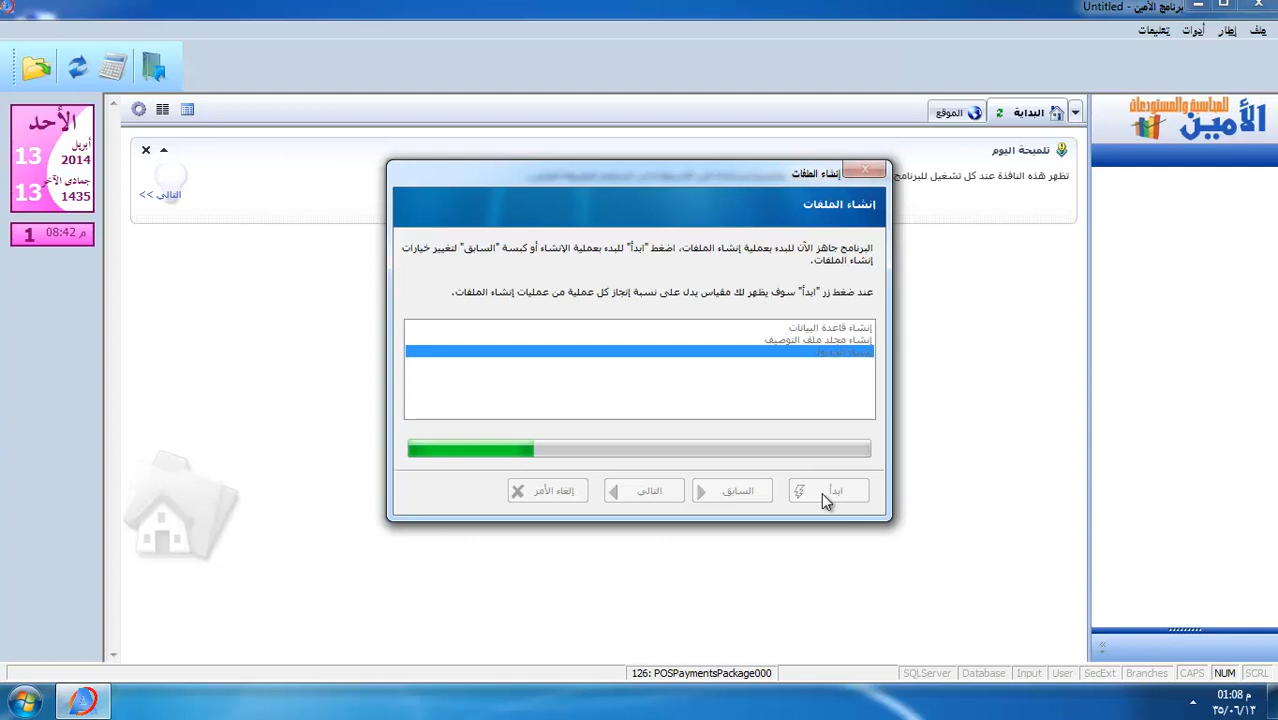 برنامج الأمين - Untitled
ملف
إطار
أدوات
تعليمات
الأحد
أبريل
13
2014
جمادى الآخر
13
1435
1
08:42 م
البداية
الموقع
للمحاسبة والمستودعات
الأمين
تلميحة اليوم
تظهر هذه النافذة عند كل تشغيل للبرنامج
التالي >>
إنشاء الملفات
إنشاء الملفات
البرنامج جاهز الآن للبدء بعملية إنشاء الملفات، اضغط "ابدأ" للبدء بعملية الإنشاء أو كبسة "السابق" لتغيير خيارات
إنشاء الملفات.
عند ضغط زر "ابدأ" سوف يظهر لك مقياس يدل على نسبة إنجاز كل عملية من عمليات إنشاء الملفات.
إنشاء قاعدة البيانات
إنشاء مجلد ملف التوصيف
ابدأ
السابق
التالي
إلغاء الأمر
126: POSPaymentsPackage000
SQLServer
Database
Input
User
SecExt
Branches
CAPS
NUM
SCRL
01:08 م
٣٥/٠٦/١٣